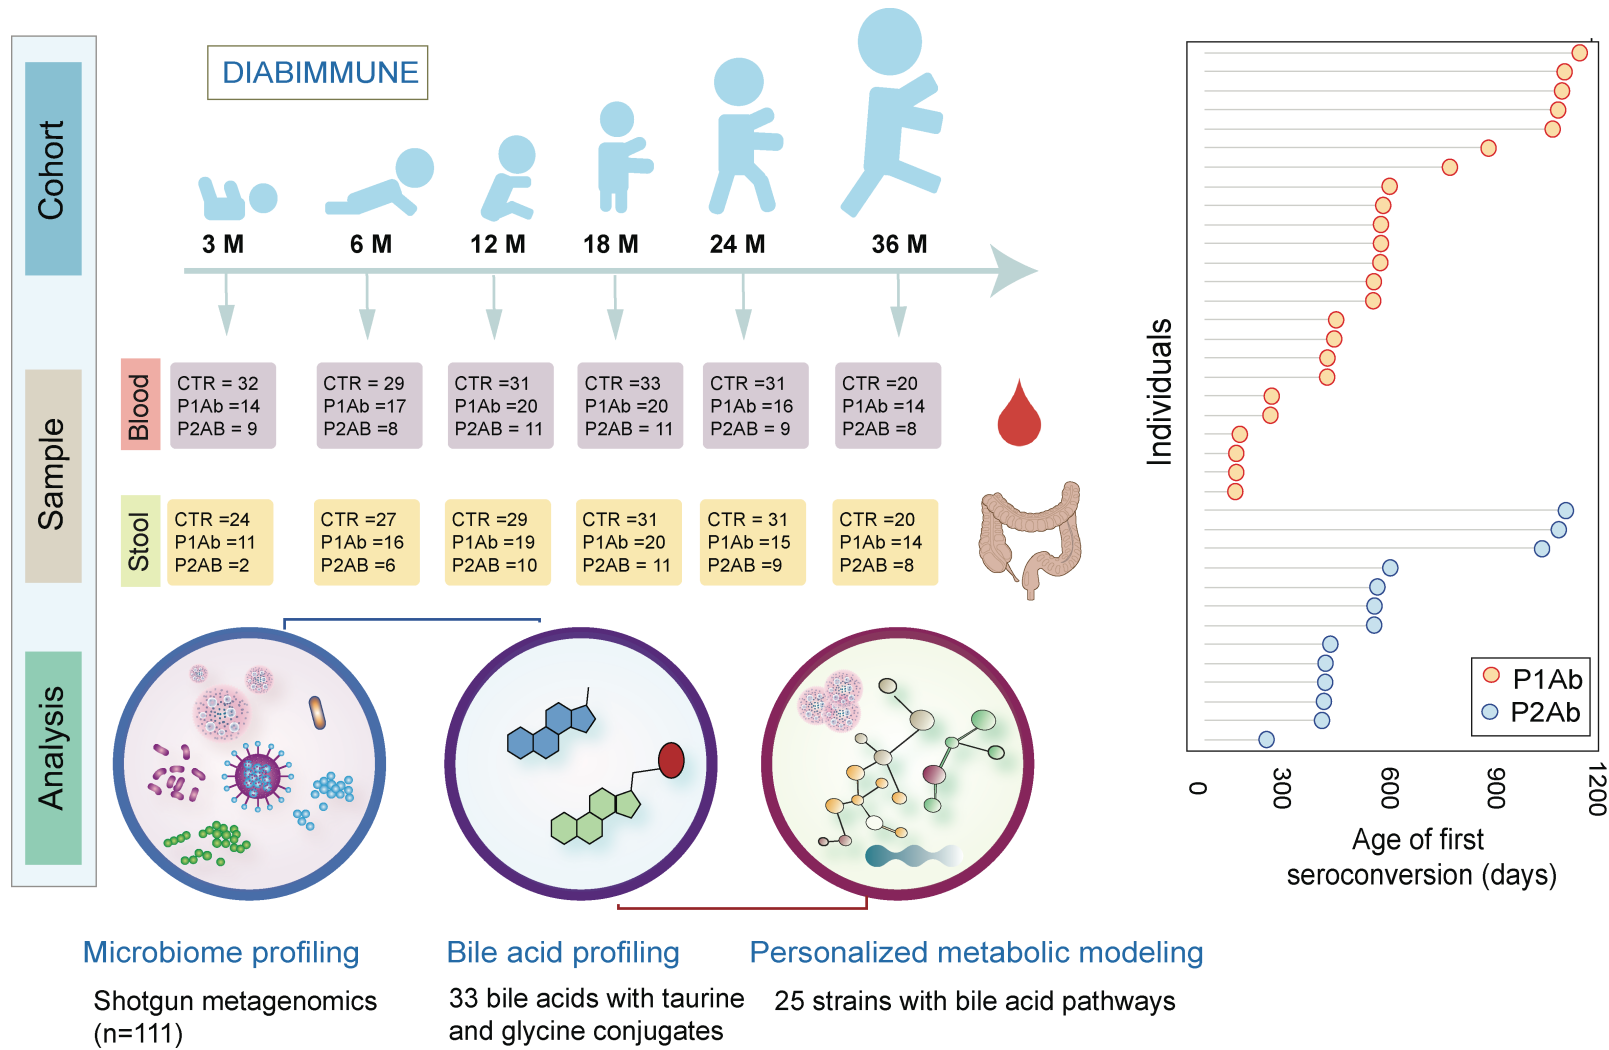 DIABIMMUNE
Cohort
3 M
6 M
12 M
18 M
24 M
36 M
Sample
Blood
CTR = 32
P1Ab =14
P2AB = 9
CTR = 29
P1Ab =17
P2AB =8
CTR =31
P1Ab =20
P2AB = 11
CTR =33
P1Ab =20
P2AB = 11
CTR =31
P1Ab =16
P2AB = 9
CTR =20
P1Ab =14
P2AB =8
Stool
CTR =24
P1Ab =11
P2AB =2
CTR =27
P1Ab =16
P2AB =6
CTR =29
P1Ab =19
P2AB =10
CTR =31
P1Ab =20
P2AB = 11
CTR = 31
P1Ab =15
P2AB =9
CTR =20
P1Ab =14
P2AB =8
Analysis
Microbiome profiling
Shotgun metagenomics
(n=111)
Bile acid profiling
33 bile acids with taurine
and glycine conjugates
Personalized metabolic modeling
25 strains with bile acid pathways
Individuals
P1Ab
P2Ab
0
300
600
900
1200
Age of first
seroconversion (days)